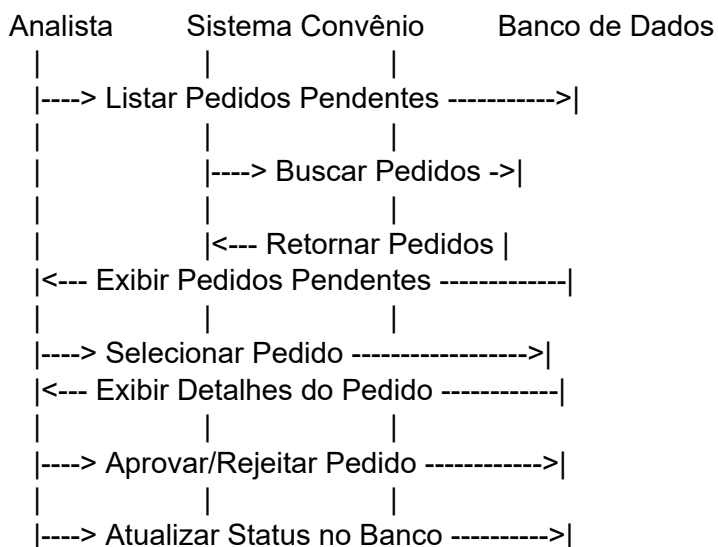 Analista Sistema Convênio Banco de Dados
| | |
|----> Listar Pedidos Pendentes ----------->|
| | |
| |----> Buscar Pedidos ->|
| | |
| |<--- Retornar Pedidos |
|<--- Exibir Pedidos Pendentes -------------|
| | |
|----> Selecionar Pedido ------------------>|
|<--- Exibir Detalhes do Pedido ------------|
| | |
|----> Aprovar/Rejeitar Pedido ------------>|
| | |
|----> Atualizar Status no Banco ---------->|